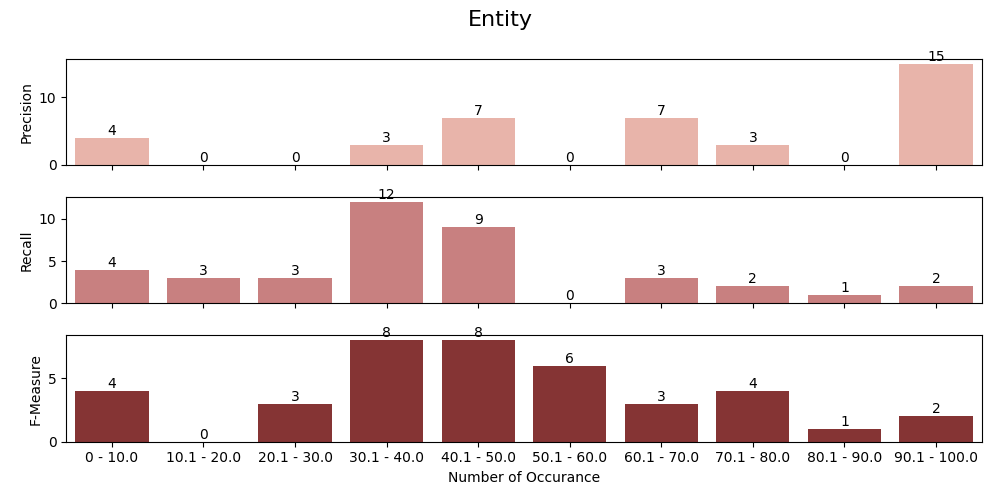 Entity
Precision
10
0
4 0 0 3 7 0 7 3 0 15
Recall
10
5
0
4 3 3 12 9 0 3 2 1 2
F-Measure
5
0
4 0 3 8 8 6 3 4 1 2
0 - 10.0 10.1 - 20.0 20.1 - 30.0 30.1 - 40.0 40.1 - 50.0 50.1 - 60.0 60.1 - 70.0 70.1 - 80.0 80.1 - 90.0 90.1 - 100.0
Number of Occurance